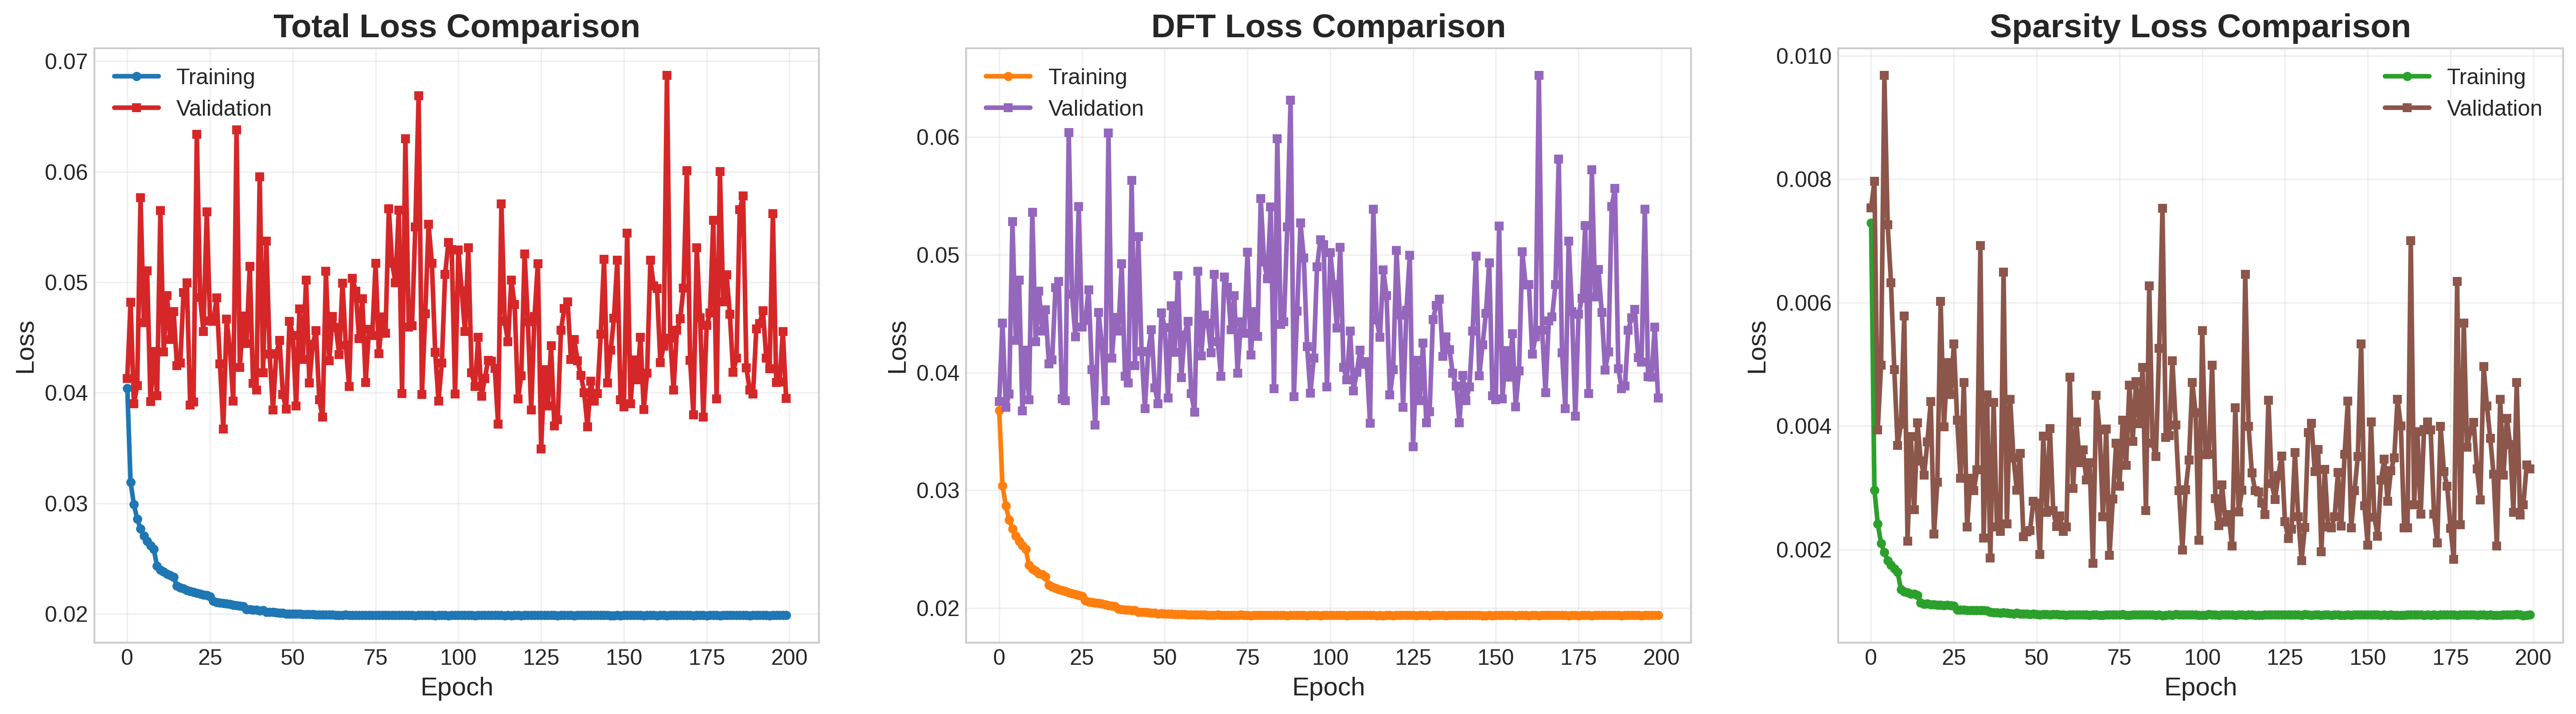 Total Loss Comparison
Training
Validation
0.07
0.06
0.05
0.04
0.03
0.02
Loss
0 25 50 75 100 125 150 175 200
Epoch
DFT Loss Comparison
Training
Validation
0.06
0.05
0.04
0.03
0.02
Loss
0 25 50 75 100 125 150 175 200
Epoch
Sparsity Loss Comparison
Training
Validation
0.010
0.008
0.006
0.004
0.002
Loss
0 25 50 75 100 125 150 175 200
Epoch